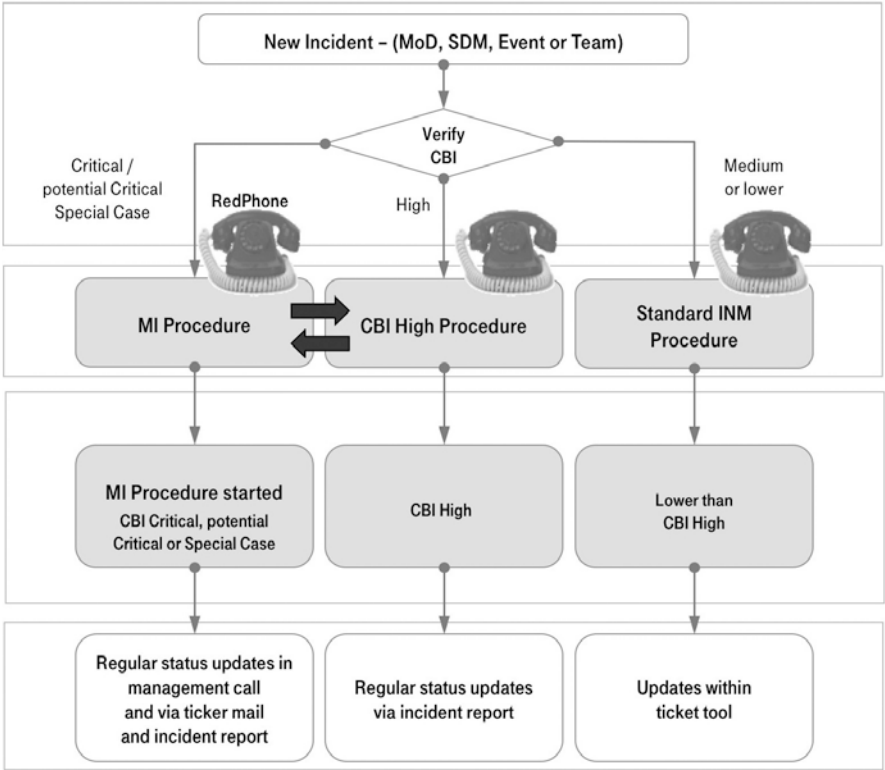 New Incident – (MoD, SDM, Event or Team)
Verify
CBI
Critical /
potential Critical
Special Case
RedPhone
High
Medium
or lower
MI Procedure
CBI High Procedure
Standard INM
Procedure
MI Procedure started
CBI Critical, potential
Critical or Special Case
CBI High
Lower than
CBI High
Regular status updates in
management call
and via ticker mail
and incident report
Regular status updates
via incident report
Updates within
ticket tool